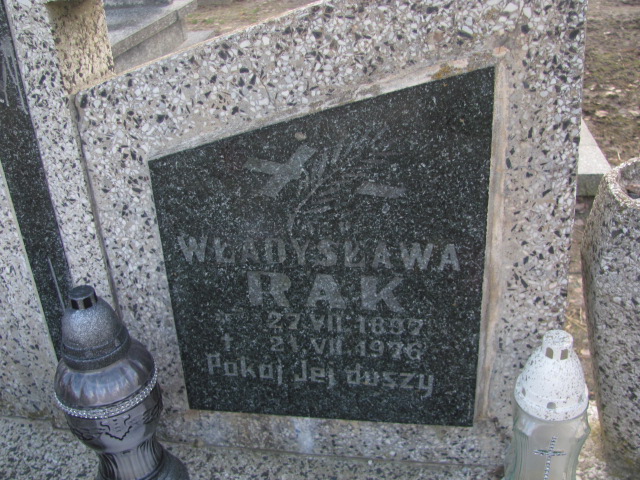 WŁADYSŁAWA
RAK
* 27 VII 1897
† 21 VII 1976
Pokój Jej duszy